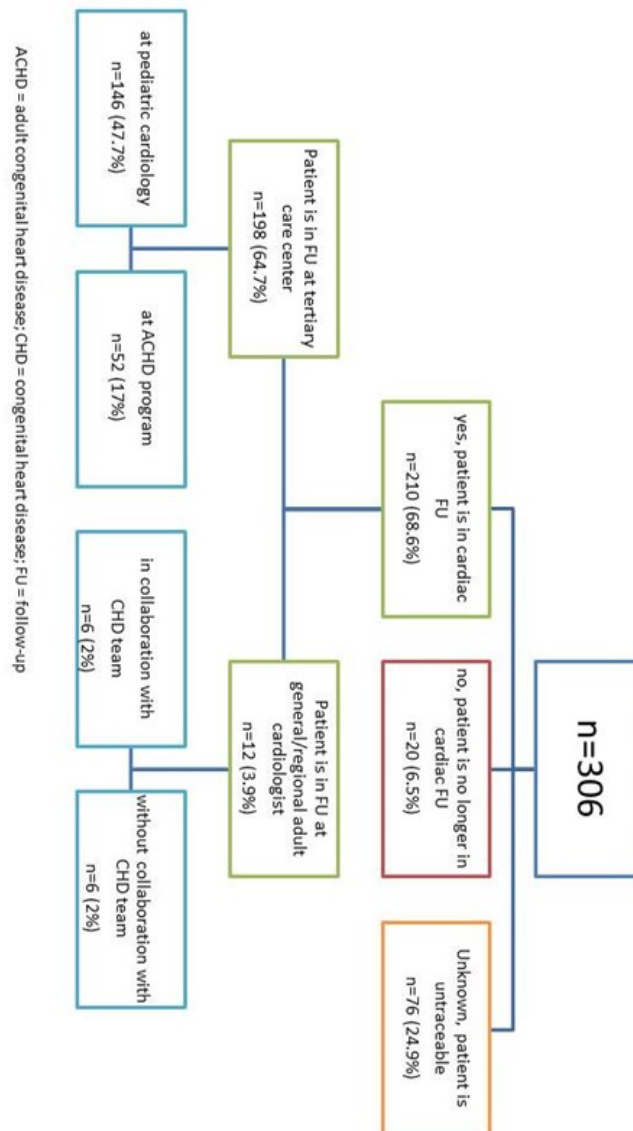 n=306
yes, patient is in cardiac
FU
n=210 (68.6%)
no, patient is no longer in
cardiac FU
n=20 (6.5%)
Unknown, patient is
untraceable
n=76 (24.9%)
Patient is in FU at tertiary
care center
n=198 (64.7%)
Patient is in FU at
general/regional adult
cardiologist
n=12 (3.9%)
at pediatric cardiology
n=146 (47.7%)
at ACHD program
n=52 (17%)
in collaboration with
CHD team
n=6 (2%)
without collaboration with
CHD team
n=6 (2%)
ACHD = adult congenital heart disease; CHD = congenital heart disease; FU = follow-up